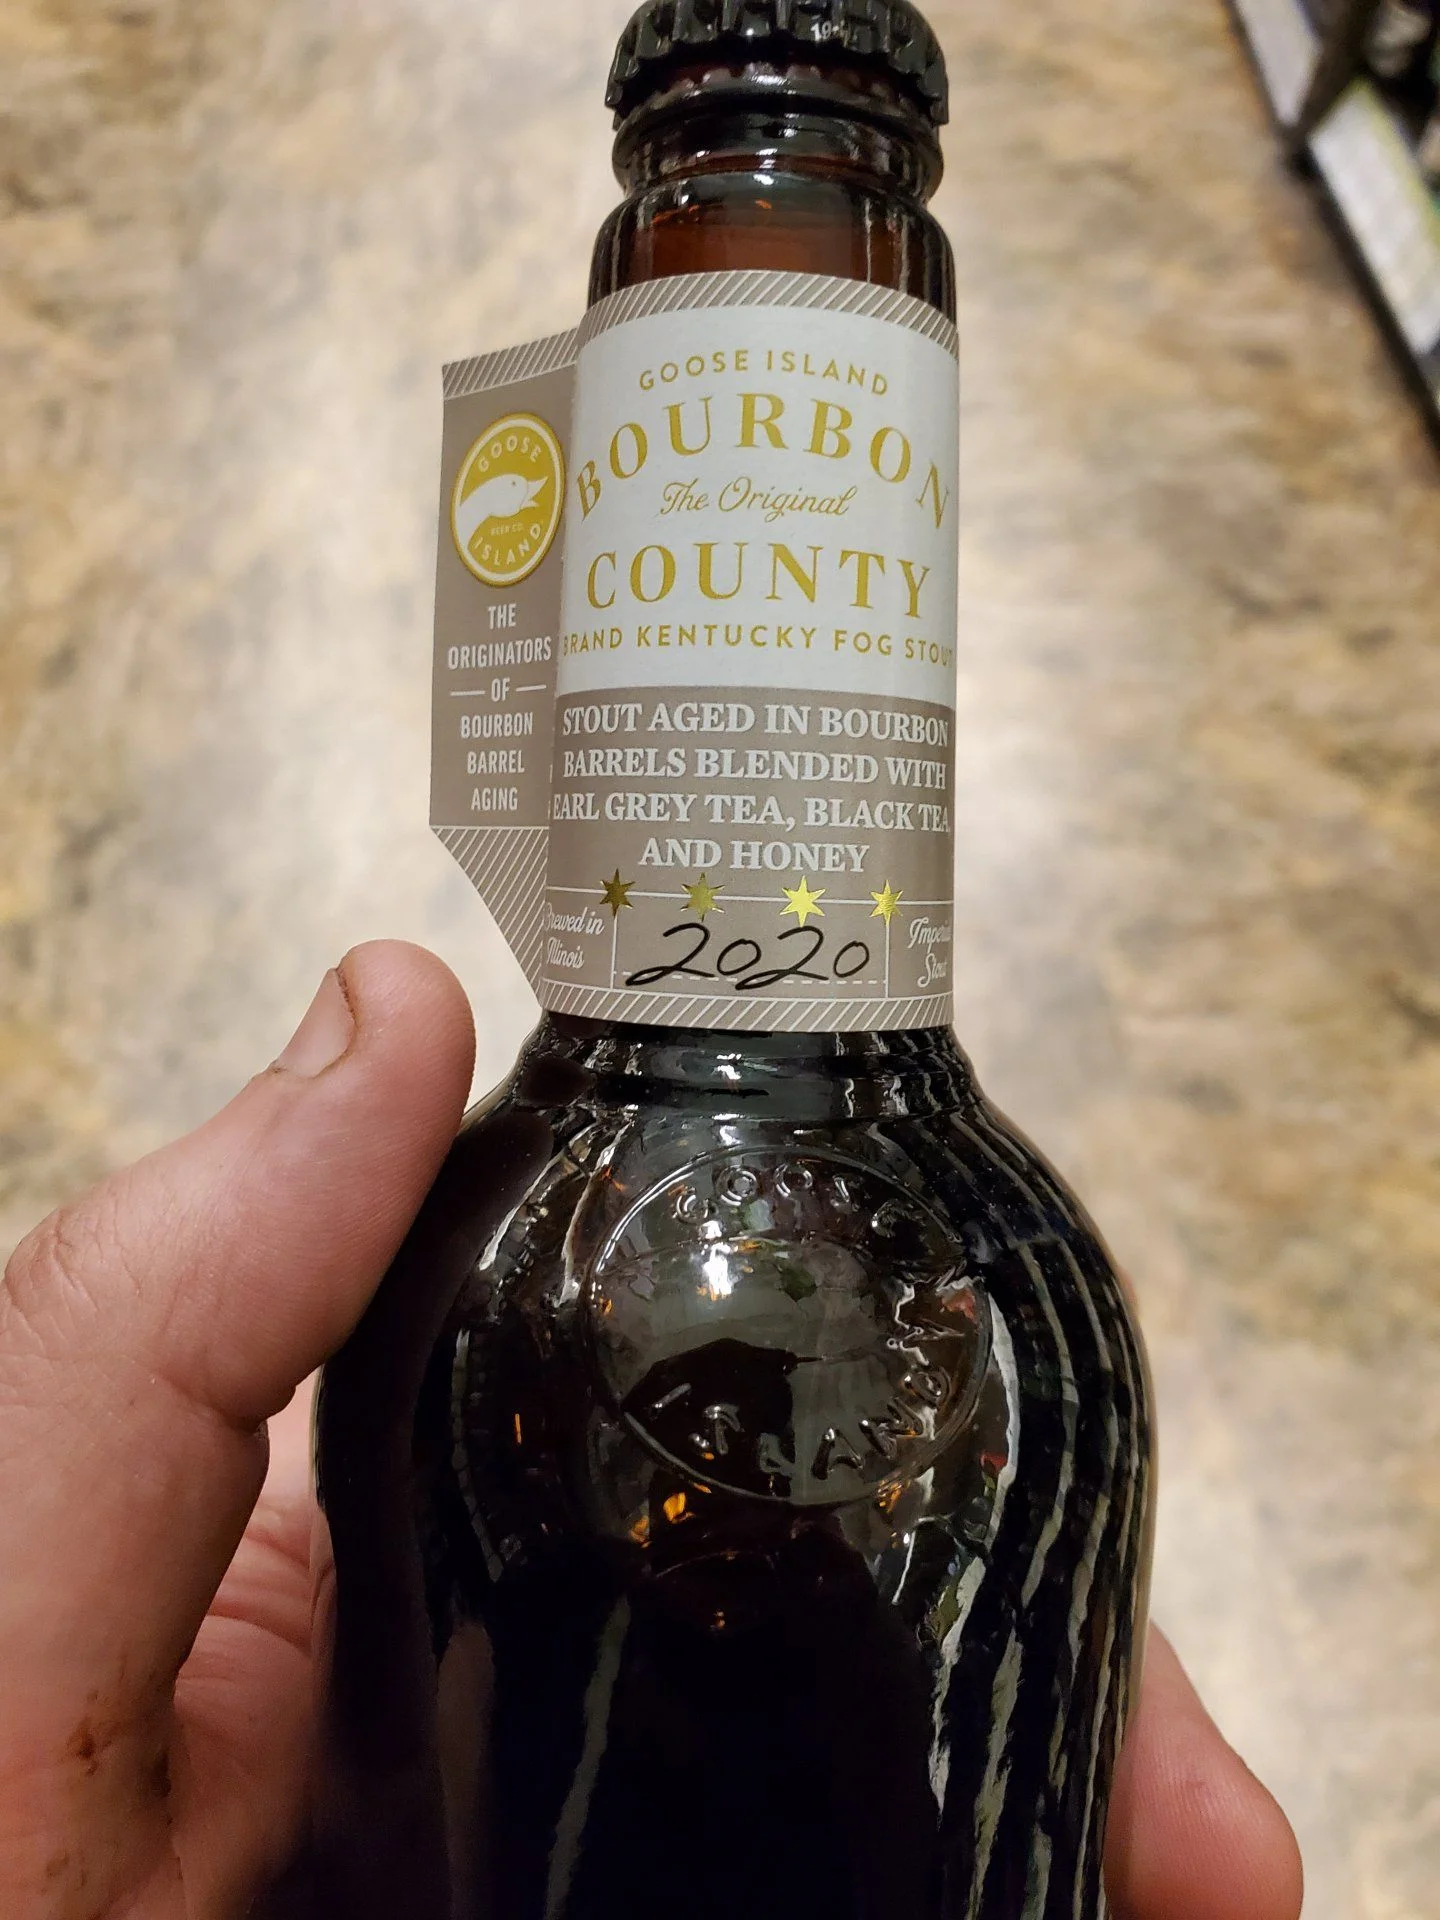 GOOSE ISLAND
BOURBON
The Original
COUNTY
BRAND KENTUCKY FOG STOUT
STOUT AGED IN BOURBON
BARRELS BLENDED WITH
EARL GREY TEA, BLACK TEA,
AND HONEY
Brewed in
Illinois
2020
Imperial
Stout
GOOSE
BEER CO.
ISLAND
THE
ORIGINATORS
OF
BOURBON
BARREL
AGING
GOOSE
ISLAND